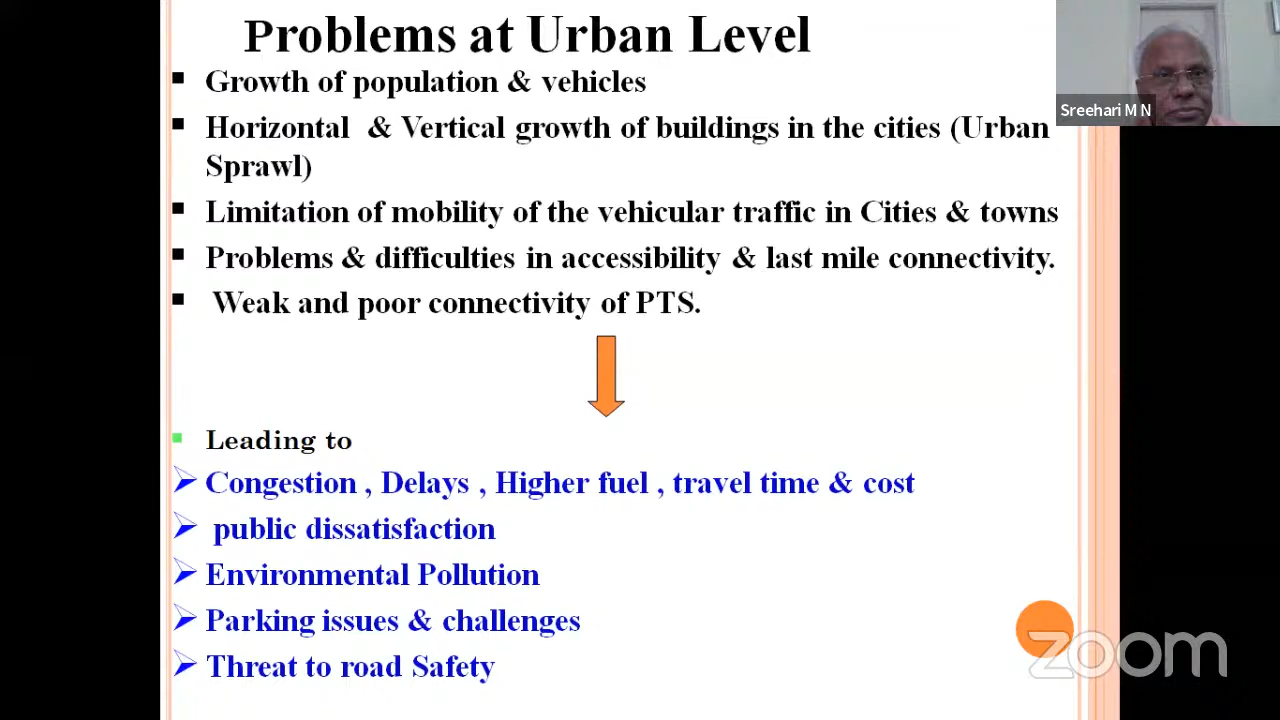 Problems at Urban Level
Growth of population & vehicles
Horizontal & Vertical growth of buildings in the cities (Urban
Sprawl)
Limitation of mobility of the vehicular traffic in Cities & towns
Problems & difficulties in accessibility & last mile connectivity.
Weak and poor connectivity of PTS.
Leading to
Congestion , Delays , Higher fuel , travel time & cost
public dissatisfaction
Environmental Pollution
Parking issues & challenges
Threat to road Safety
Sreehari M N
zoom